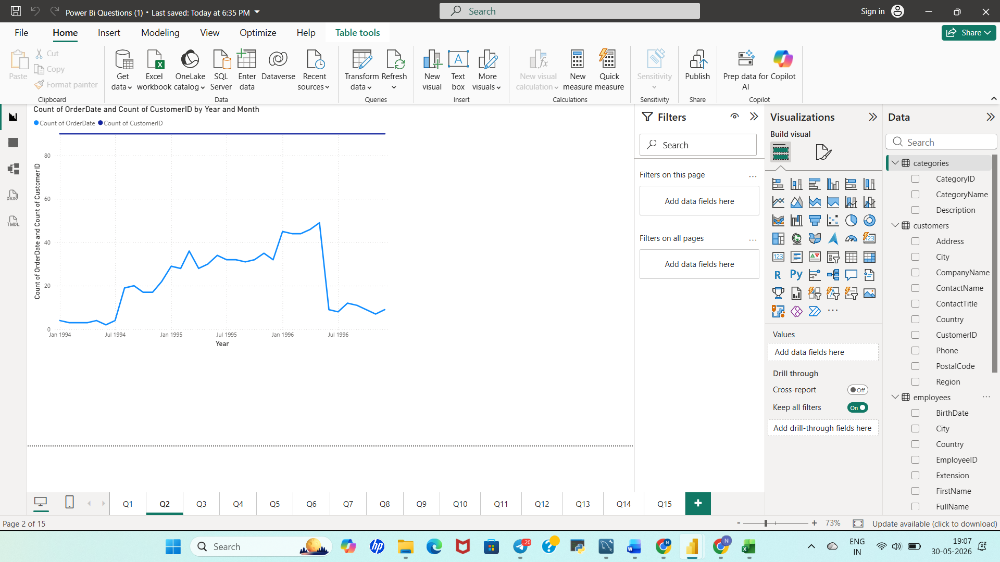 Power Bi Questions (1) • Last saved: Today at 6:35 PM
Search
Sign in
File
Home
Insert
Modeling
View
Optimize
Help
Table tools
Share
Paste
Cut
Copy
Format painter
Clipboard
Get data
Excel workbook
OneLake catalog
SQL Server
Enter data
Dataverse
Recent sources
Data
Transform data
Refresh
Queries
New visual
Text box
More visuals
Insert
New visual calculation
New measure
Quick measure
Calculations
Sensitivity
Sensitivity
Publish
Share
Prep data for AI
Copilot
Copilot
Count of OrderDate and Count of CustomerID by Year and Month
Count of OrderDate
Count of CustomerID
Count of OrderDate and Count of CustomerID
80
60
40
20
0
Jan 1994
Jul 1994
Jan 1995
Jul 1995
Jan 1996
Jul 1996
Year
Filters
Search
Filters on this page
Add data fields here
Filters on all pages
Add data fields here
Visualizations
Build visual
123
123
R
Py
Values
Add data fields here
Drill through
Cross-report
Off
Keep all filters
On
Add drill-through fields here
Data
Search
categories
CategoryID
CategoryName
Description
customers
Address
City
CompanyName
ContactName
ContactTitle
Country
CustomerID
Phone
PostalCode
Region
employees
BirthDate
City
Country
EmployeeID
Extension
FirstName
FullName
DAX
TMDL
Q1
Q2
Q3
Q4
Q5
Q6
Q7
Q8
Q9
Q10
Q11
Q12
Q13
Q14
Q15
Page 2 of 15
73%
Update available (click to download)
Search
ENG
IN
19:07
30-05-2026